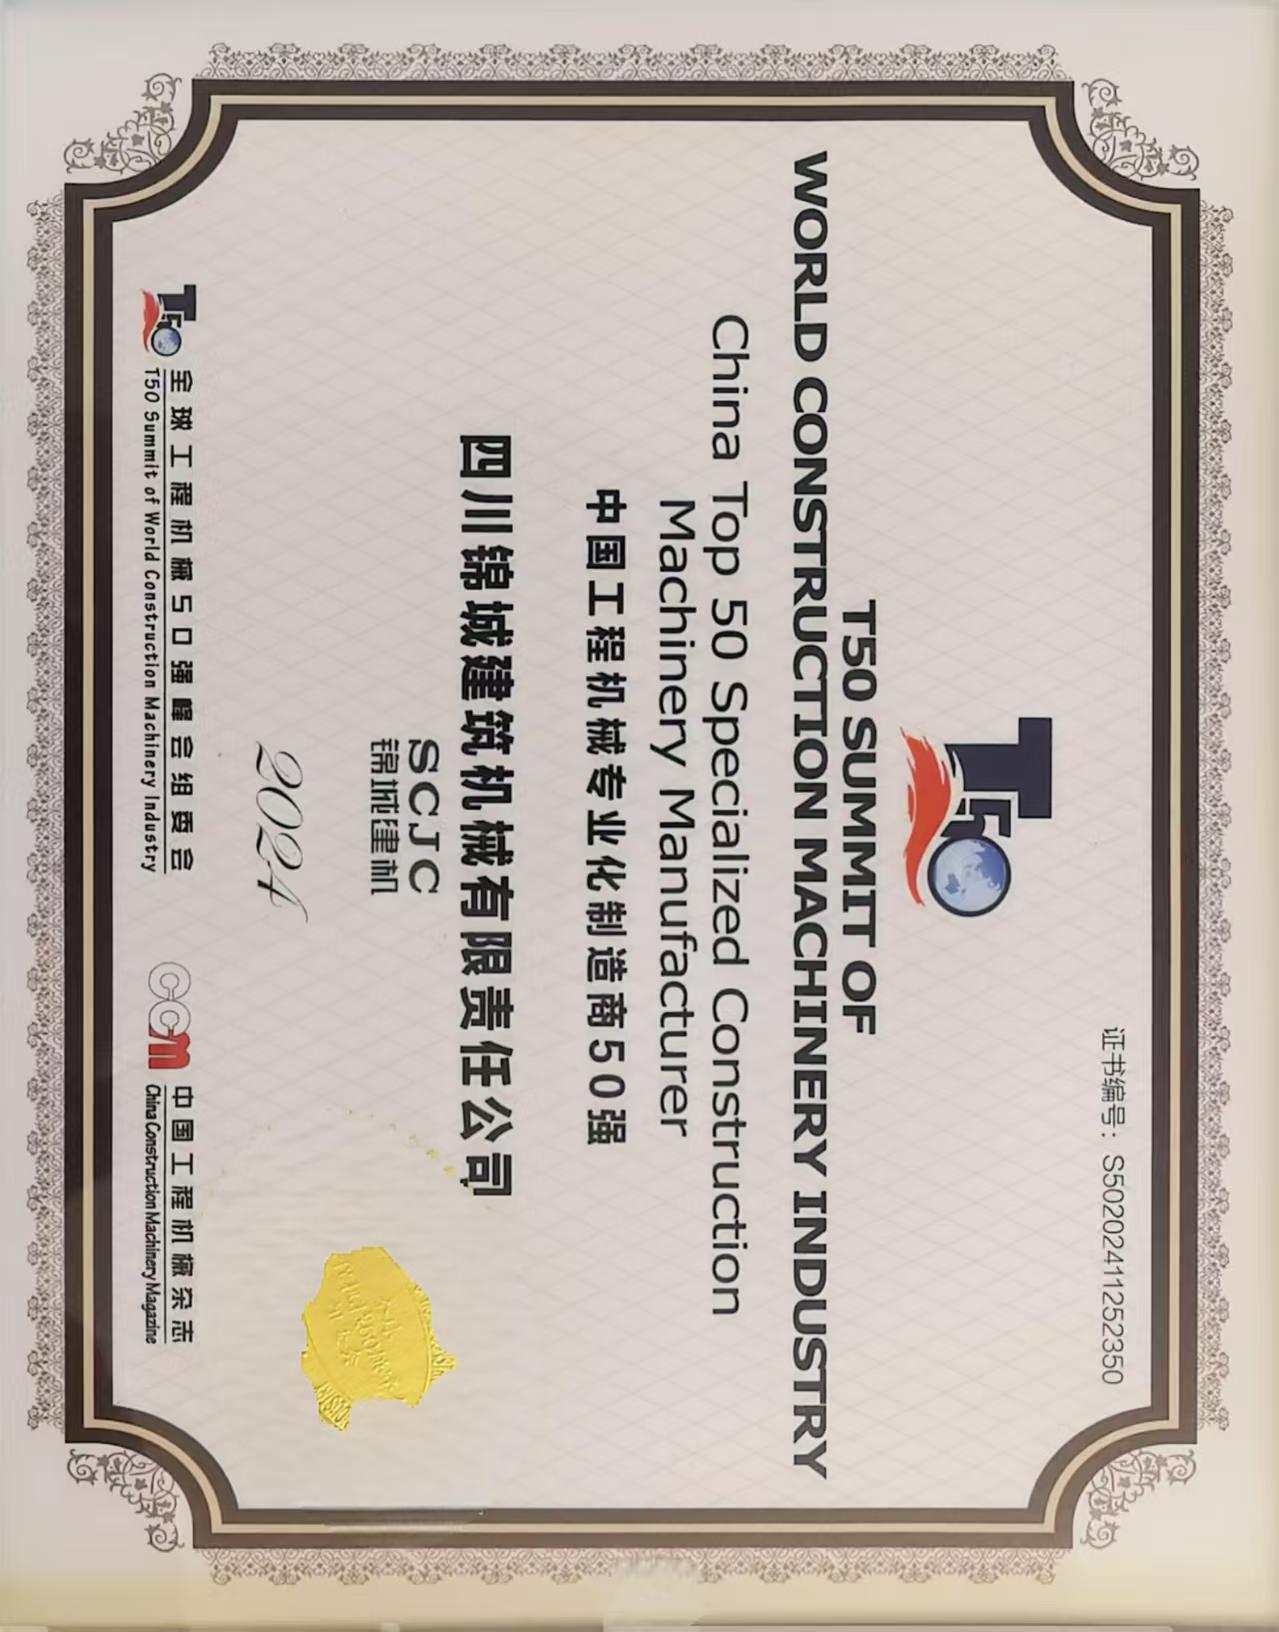 证书编号：S50202411252350
T50
T50 SUMMIT OF
WORLD CONSTRUCTION MACHINERY INDUSTRY
China Top 50 Specialized Construction
Machinery Manufacturer
中国工程机械专业化制造商50强
四川锦城建筑机械有限责任公司
SCJC
锦城建机
2024
T50
全球工程机械50强峰会组委会
T50 Summit of World Construction Machinery Industry
CCM
中国工程机械杂志
China Construction Machinery Magazine